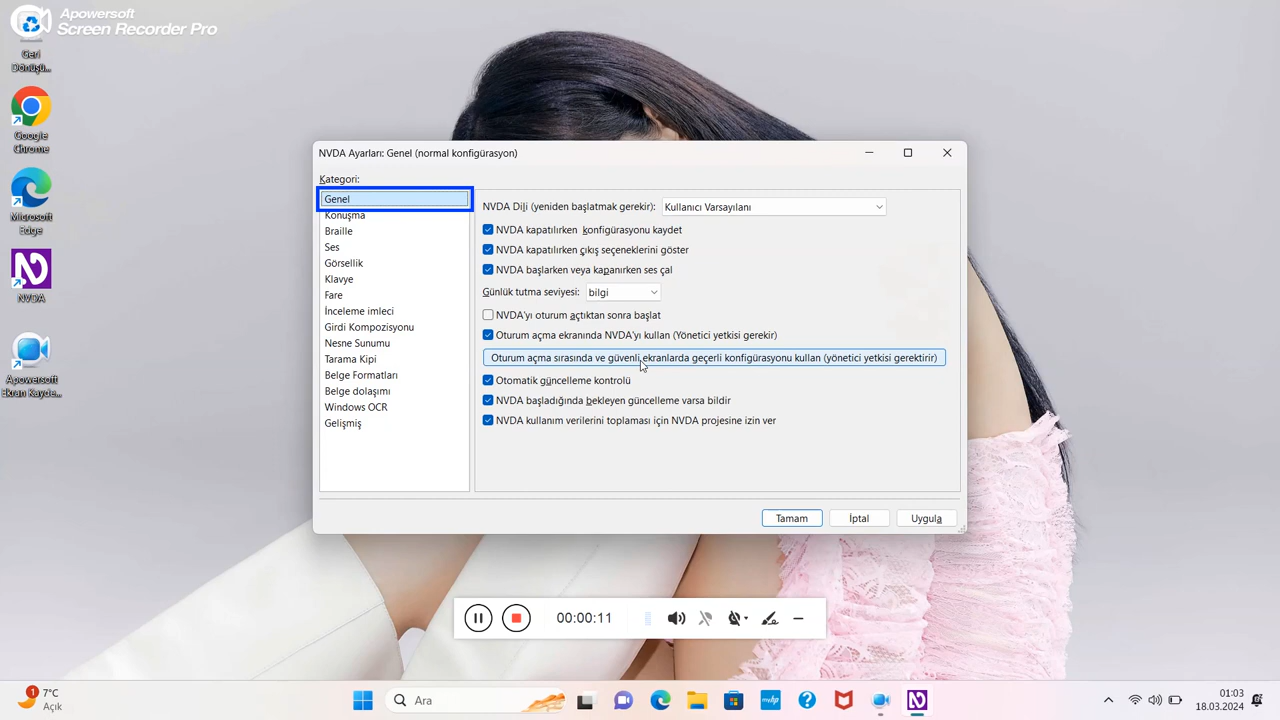 Apowersoft
Screen Recorder Pro
Geri
Dönüşü...
Google
Chrome
Microsoft
Edge
NVDA
Apowersoft
Ekran Kayde...
NVDA Ayarları: Genel (normal konfigürasyon)
Kategori:
Genel
Konuşma
Braille
Ses
Görsellik
Klavye
Fare
İnceleme imleci
Girdi Kompozisyonu
Nesne Sunumu
Tarama Kipi
Belge Formatları
Belge dolaşımı
Windows OCR
Gelişmiş
NVDA Dili (yeniden başlatmak gerekir): Kullanıcı Varsayılanı
NVDA kapatılırken konfigürasyonu kaydet
NVDA kapatılırken çıkış seçeneklerini göster
NVDA başlarken veya kapanırken ses çal
Günlük tutma seviyesi: bilgi
NVDA'yı oturum açtıktan sonra başlat
Oturum açma ekranında NVDA'yı kullan (Yönetici yetkisi gerekir)
Oturum açma sırasında ve güvenli ekranlarda geçerli konfigürasyonu kullan (yönetici yetkisi gerektirir)
Otomatik güncelleme kontrolü
NVDA başladığında bekleyen güncelleme varsa bildir
NVDA kullanım verilerini toplaması için NVDA projesine izin ver
Tamam İptal Uygula
00:00:11
1 7°C
Açık
Ara
myhp
01:03
18.03.2024